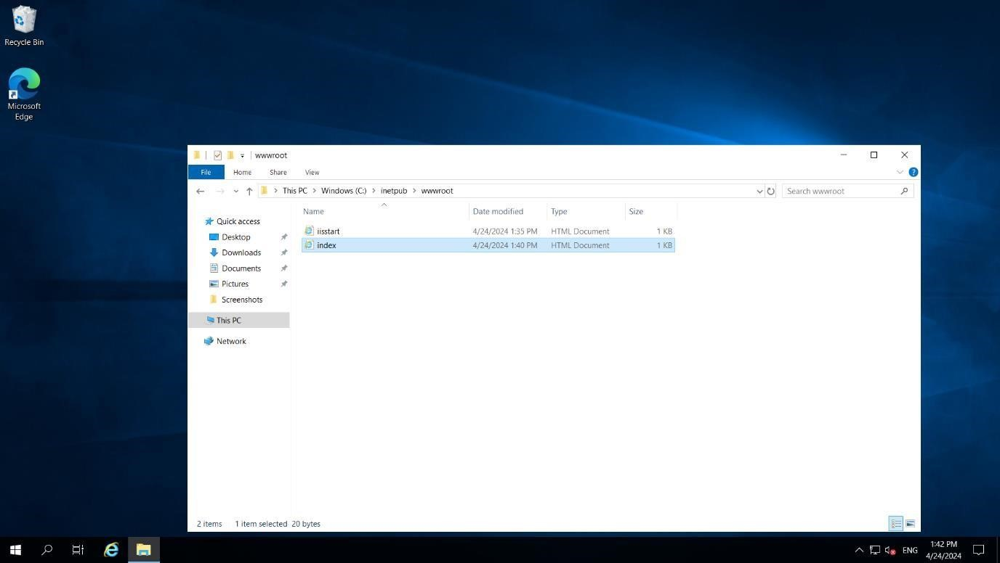 Recycle Bin
Microsoft
Edge
wwwroot
File Home Share View
This PC Windows (C:) inetpub wwwroot Search wwwroot
Name Date modified Type Size
Quick access
Desktop
Downloads
Documents
Pictures
Screenshots
This PC
Network
iisstart 4/24/2024 1:35 PM HTML Document 1 KB
index 4/24/2024 1:40 PM HTML Document 1 KB
2 items 1 item selected 20 bytes
ENG 1:42 PM
4/24/2024